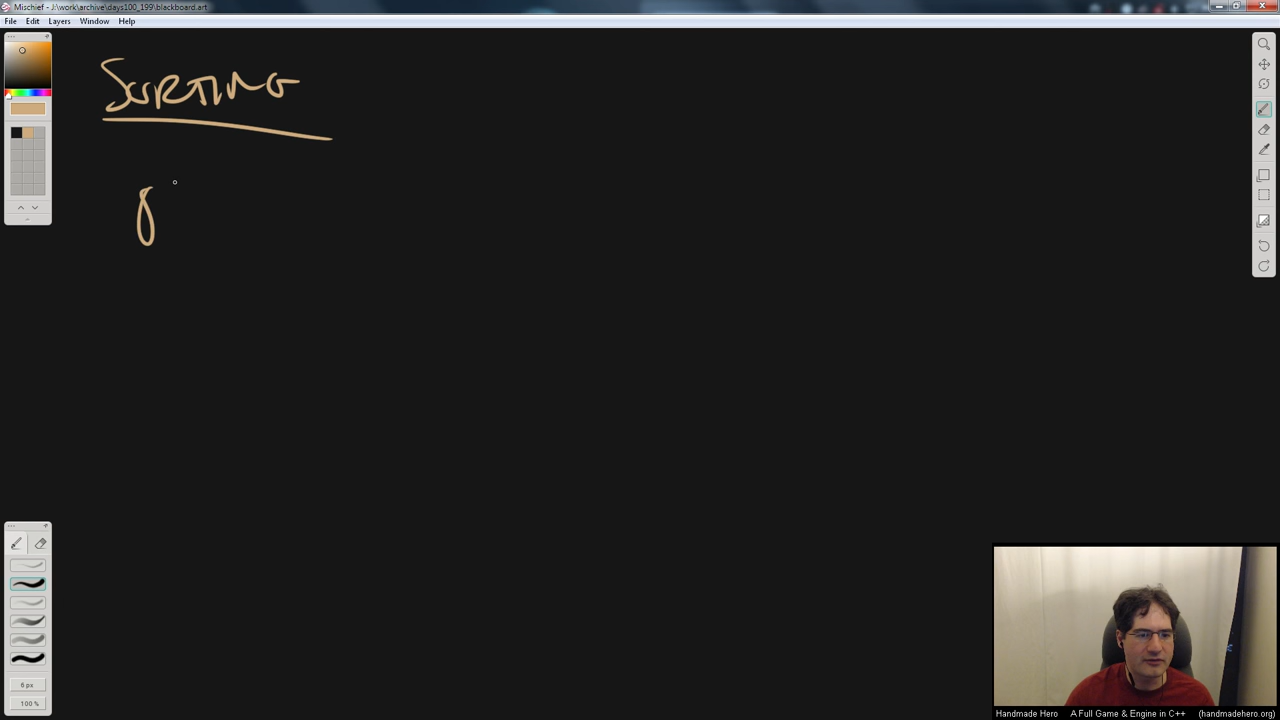 Mischief - J:\work\archive\days100_199\blackboard.art
File Edit Layers Window Help
SORTING
8
6 px
100 %
Handmade Hero A Full Game & Engine in C++ (handmadehero.org)